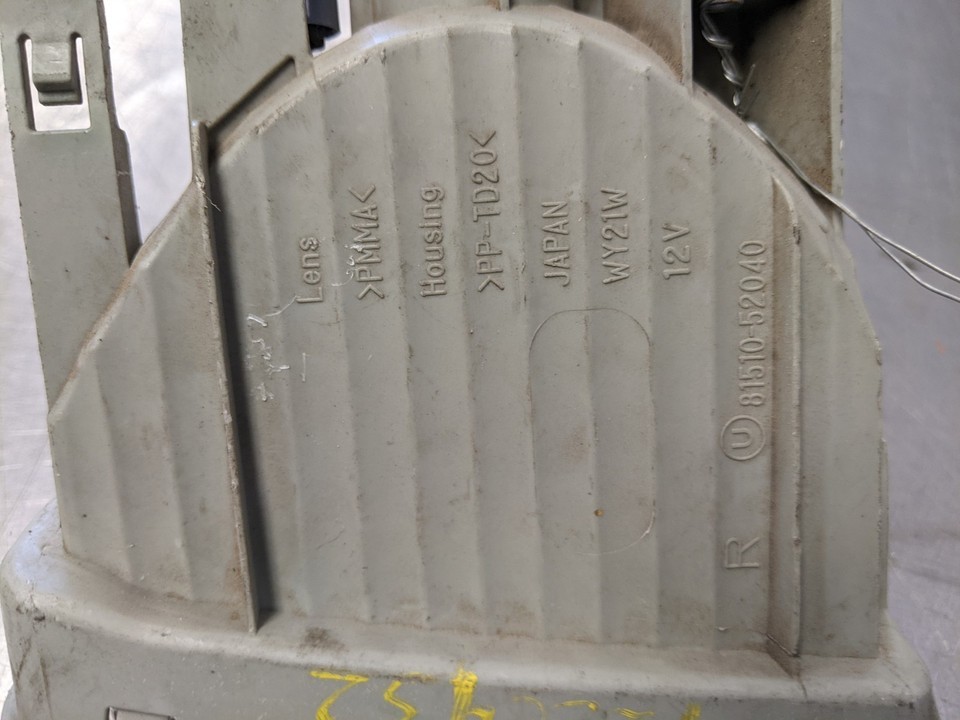 Lens
>PMMA<
Housing
>PP-TD20<
JAPAN
WY21W
12V
R Ⓤ 81510-52040